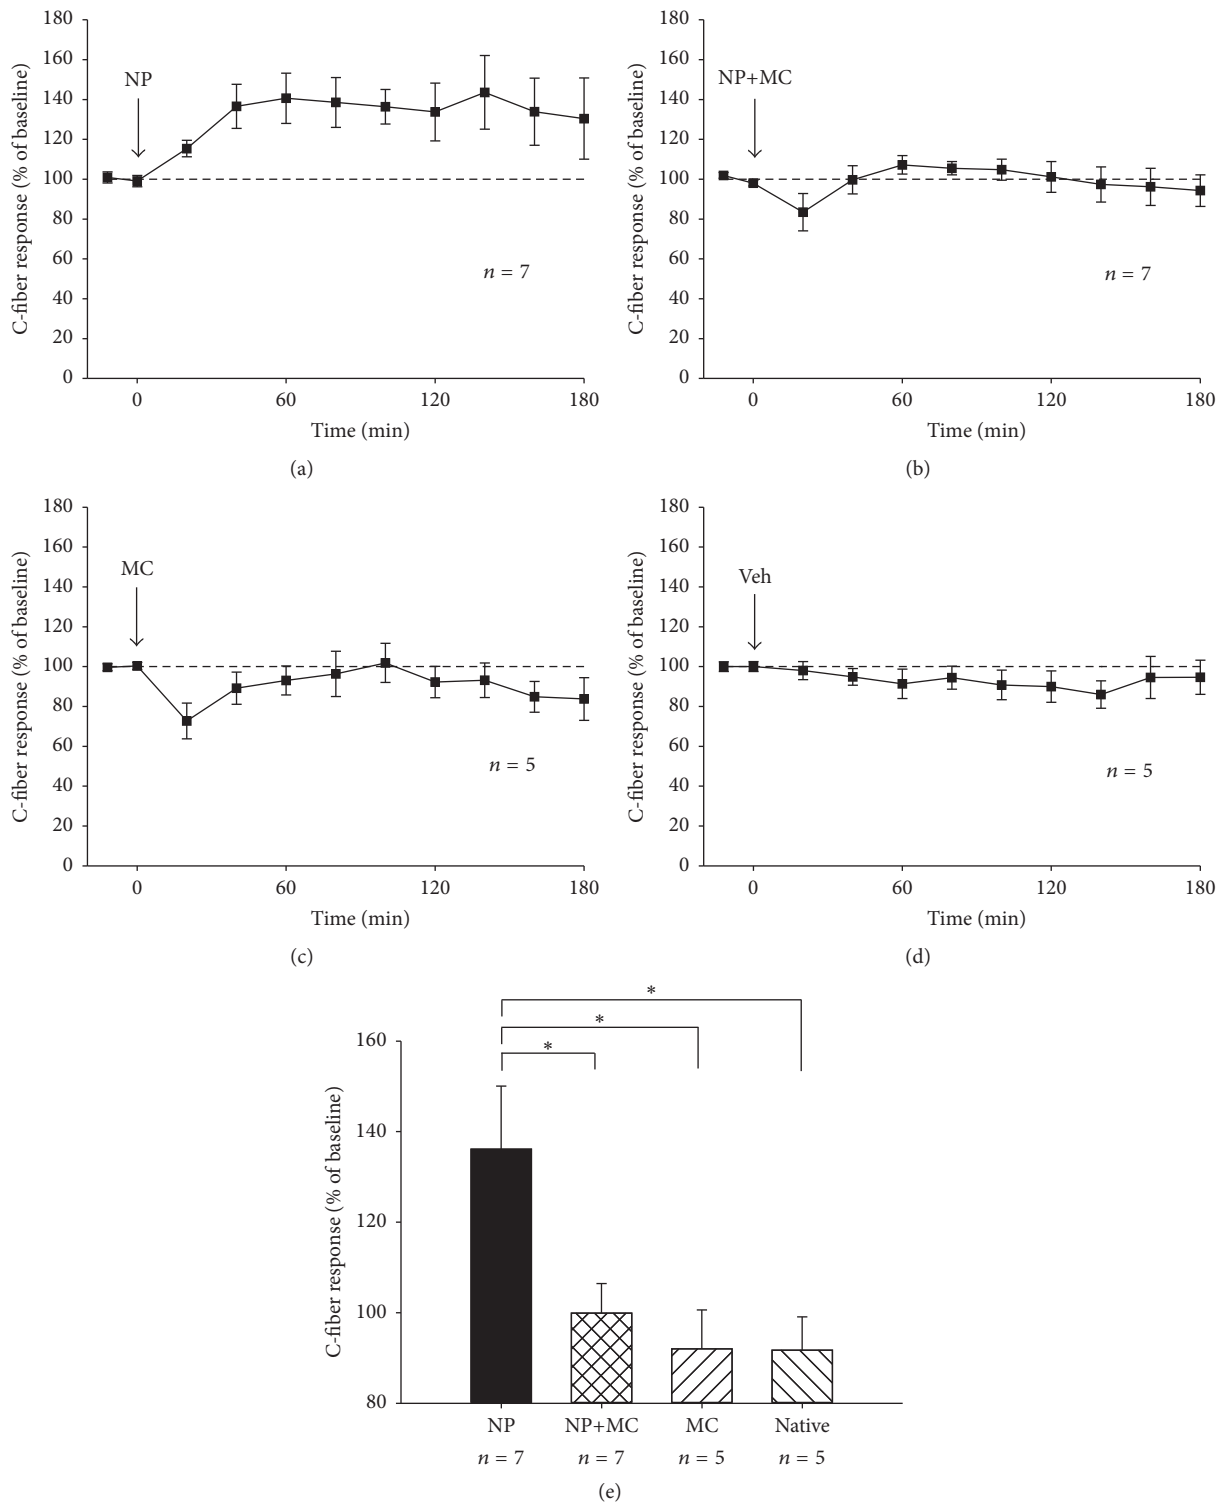 C-fiber response (% of baseline)
180
160
140
120
100
80
60
40
20
0
NP
n = 7
0 60 120 180
Time (min)
(a)
C-fiber response (% of baseline)
180
160
140
120
100
80
60
40
20
0
NP+MC
n = 7
0 60 120 180
Time (min)
(b)
C-fiber response (% of baseline)
180
160
140
120
100
80
60
40
20
0
MC
n = 5
0 60 120 180
Time (min)
(c)
C-fiber response (% of baseline)
180
160
140
120
100
80
60
40
20
0
Veh
n = 5
0 60 120 180
Time (min)
(d)
C-fiber response (% of baseline)
160
140
120
100
80
*
*
*
NP NP+MC MC Native
n = 7 n = 7 n = 5 n = 5
(e)